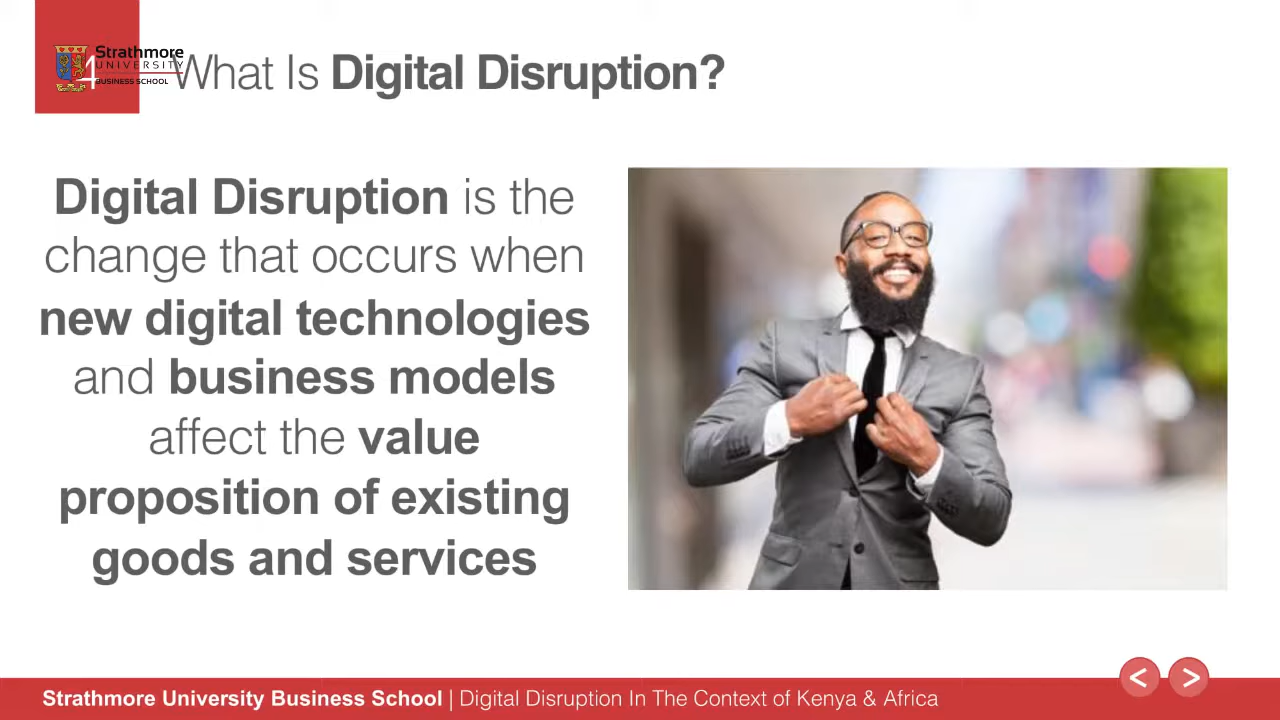 Strathmore
UNIVERSITY
BUSINESS SCHOOL
4
What Is Digital Disruption?
Digital Disruption is the
change that occurs when
new digital technologies
and business models
affect the value
proposition of existing
goods and services
< >
Strathmore University Business School | Digital Disruption In The Context of Kenya & Africa